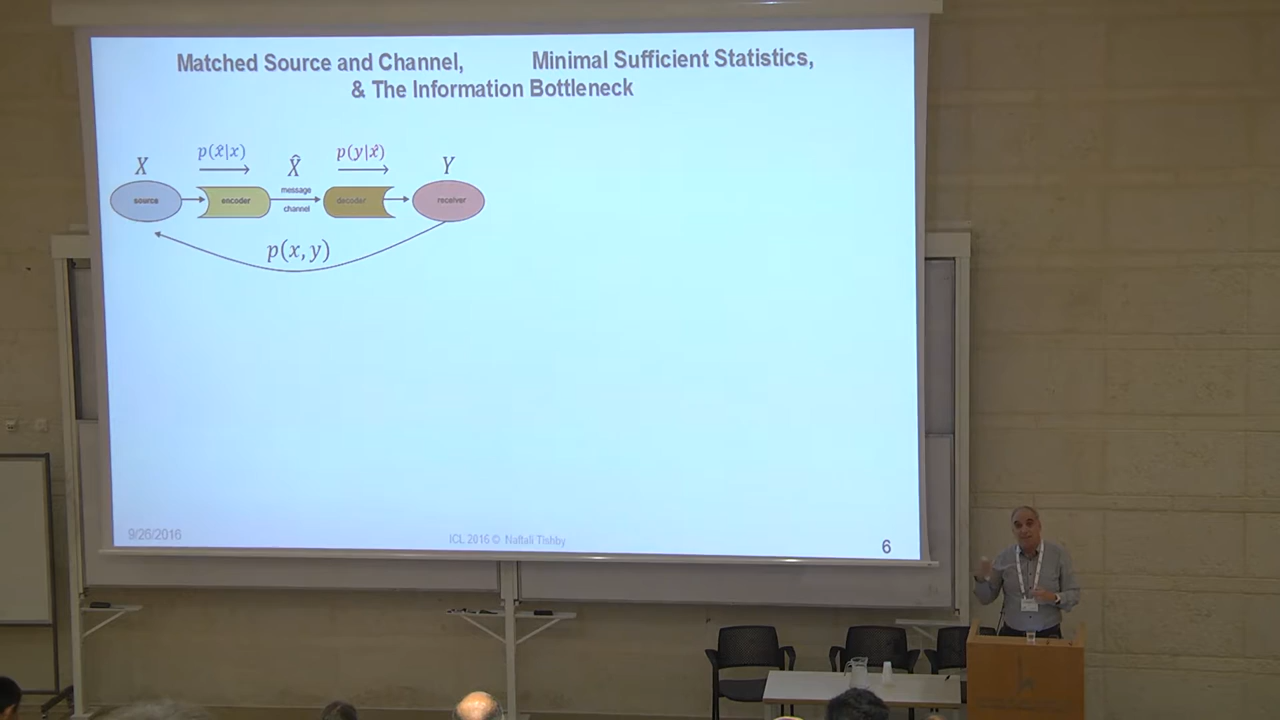 Matched Source and Channel, Minimal Sufficient Statistics,
& The Information Bottleneck
p(x̂|x) p(y|x̂)
X X̂ Y
message
source encoder decoder receiver
channel
p(x,y)
9/26/2016 ICL 2016 © Naftali Tishby 6